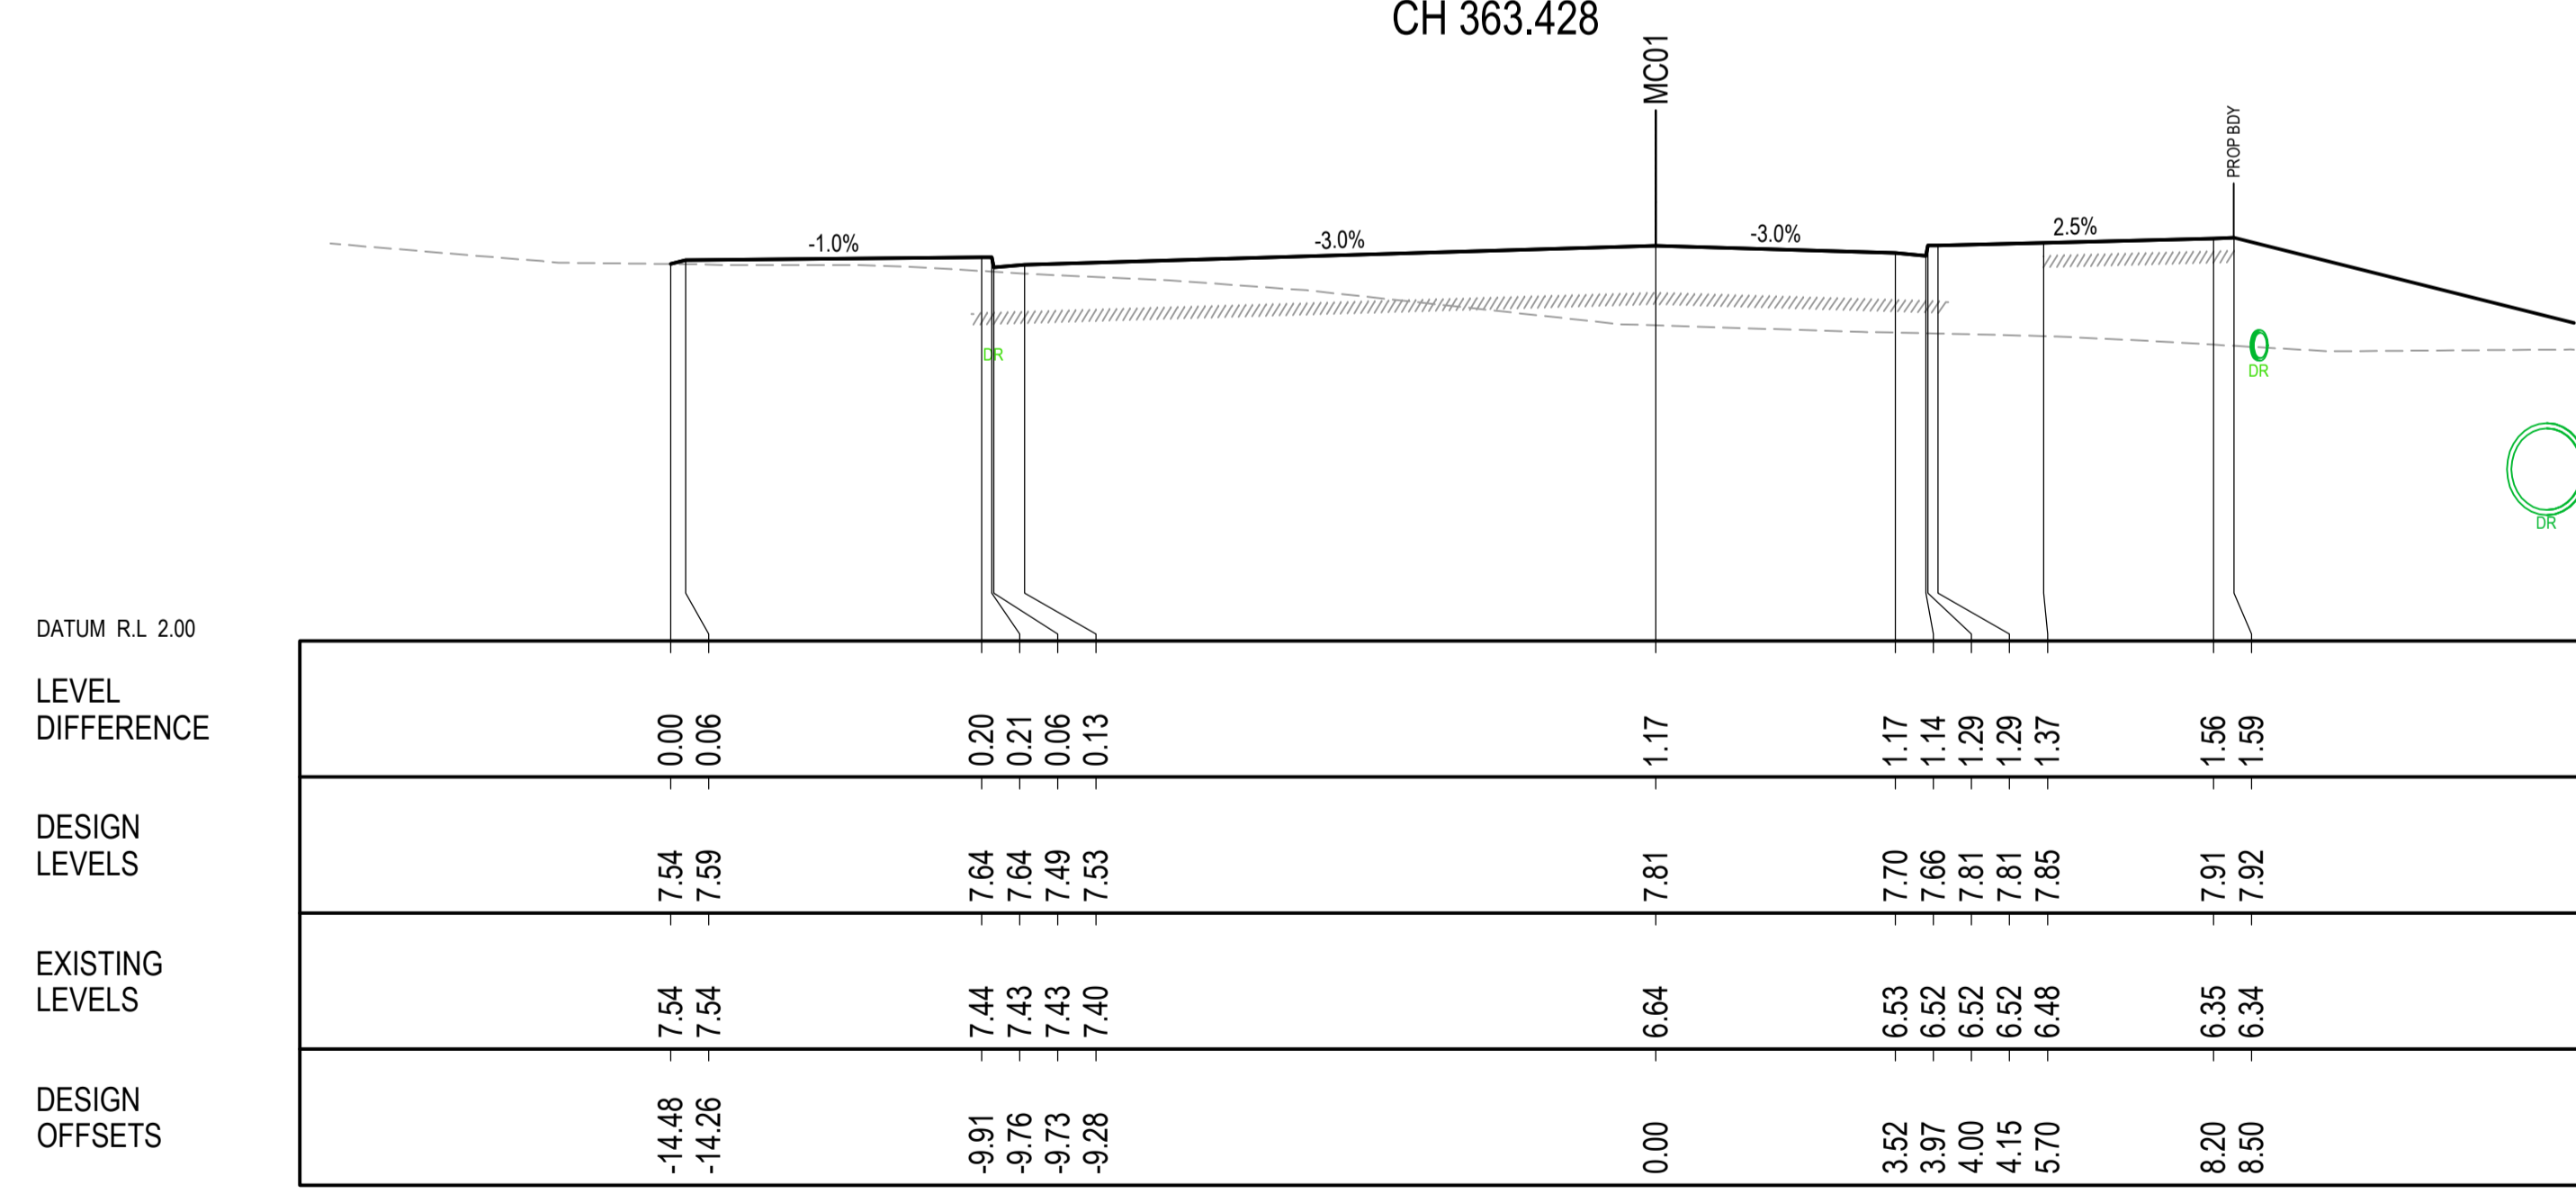 CH 363.428
MC01
PROP BDY
-1.0%
-3.0%
-3.0%
2.5%
DR
DR
DR
DATUM R.L 2.00
LEVEL
DIFFERENCE
0.00 0.06 0.20 0.21 0.06 0.13 1.17 1.17 1.14 1.29 1.29 1.37 1.56 1.59
DESIGN
LEVELS
7.54 7.59 7.64 7.64 7.49 7.53 7.81 7.70 7.66 7.81 7.81 7.85 7.91 7.92
EXISTING
LEVELS
7.54 7.54 7.44 7.43 7.43 7.40 6.64 6.53 6.52 6.52 6.52 6.48 6.35 6.34
DESIGN
OFFSETS
-14.48 -14.26 -9.91 -9.76 -9.73 -9.28 0.00 3.52 3.97 4.00 4.15 5.70 8.20 8.50